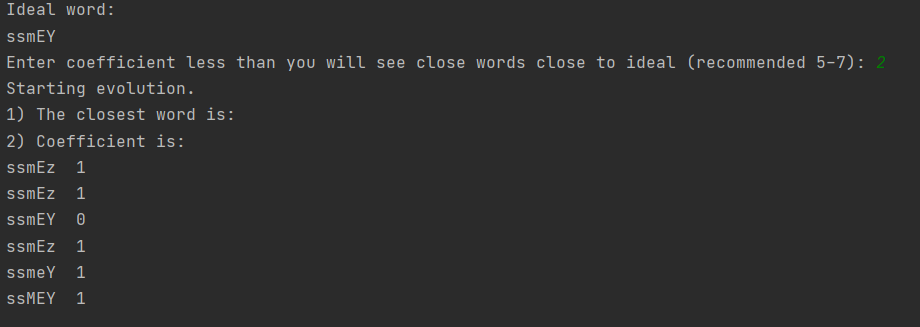 Ideal word:
ssmEY
Enter coefficient less than you will see close words close to ideal (recommended 5-7): 2
Starting evolution.
1) The closest word is:
2) Coefficient is:
ssmEz  1
ssmEz  1
ssmEY  0
ssmEz  1
ssmeY  1
ssMEY  1